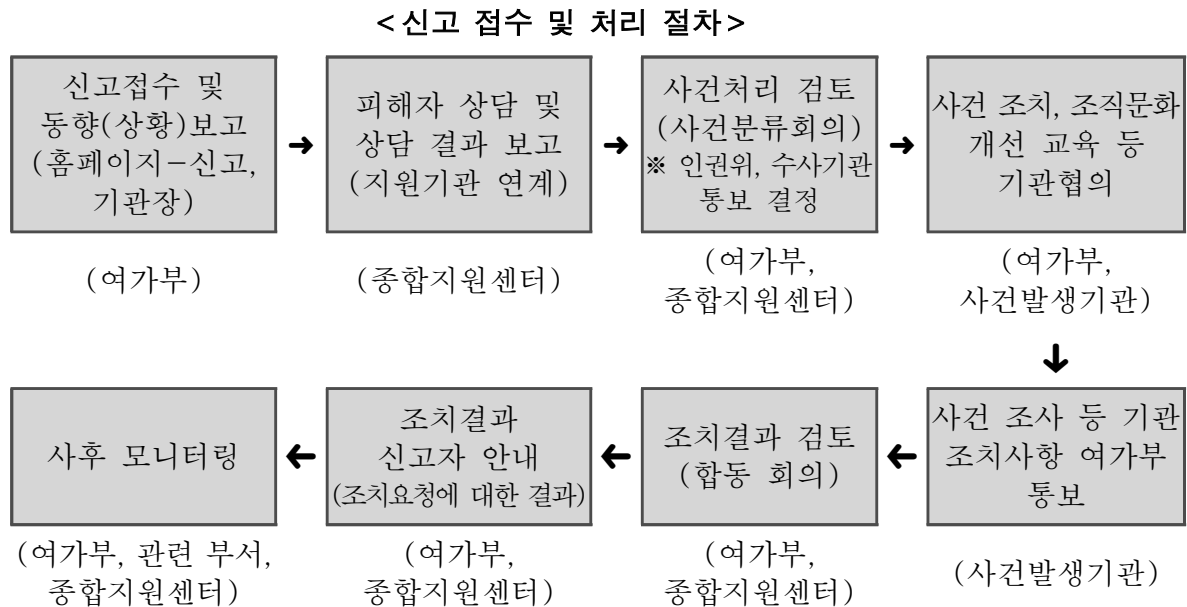 <신고 접수 및 처리 절차>
신고접수 및
동향(상황)보고
(홈페이지-신고,
기관장)
(여가부)
피해자 상담 및
상담 결과 보고
(지원기관 연계)
(종합지원센터)
사건처리 검토
(사건분류회의)
※ 인권위, 수사기관
통보 결정
(여가부,
종합지원센터)
사건 조치, 조직문화
개선 교육 등
기관협의
(여가부,
사건발생기관)
사건 조사 등 기관
조치사항 여가부
통보
(사건발생기관)
조치결과 검토
(합동 회의)
(여가부,
종합지원센터)
조치결과
신고자 안내
(조치요청에 대한 결과)
(여가부,
종합지원센터)
사후 모니터링
(여가부, 관련 부서,
종합지원센터)